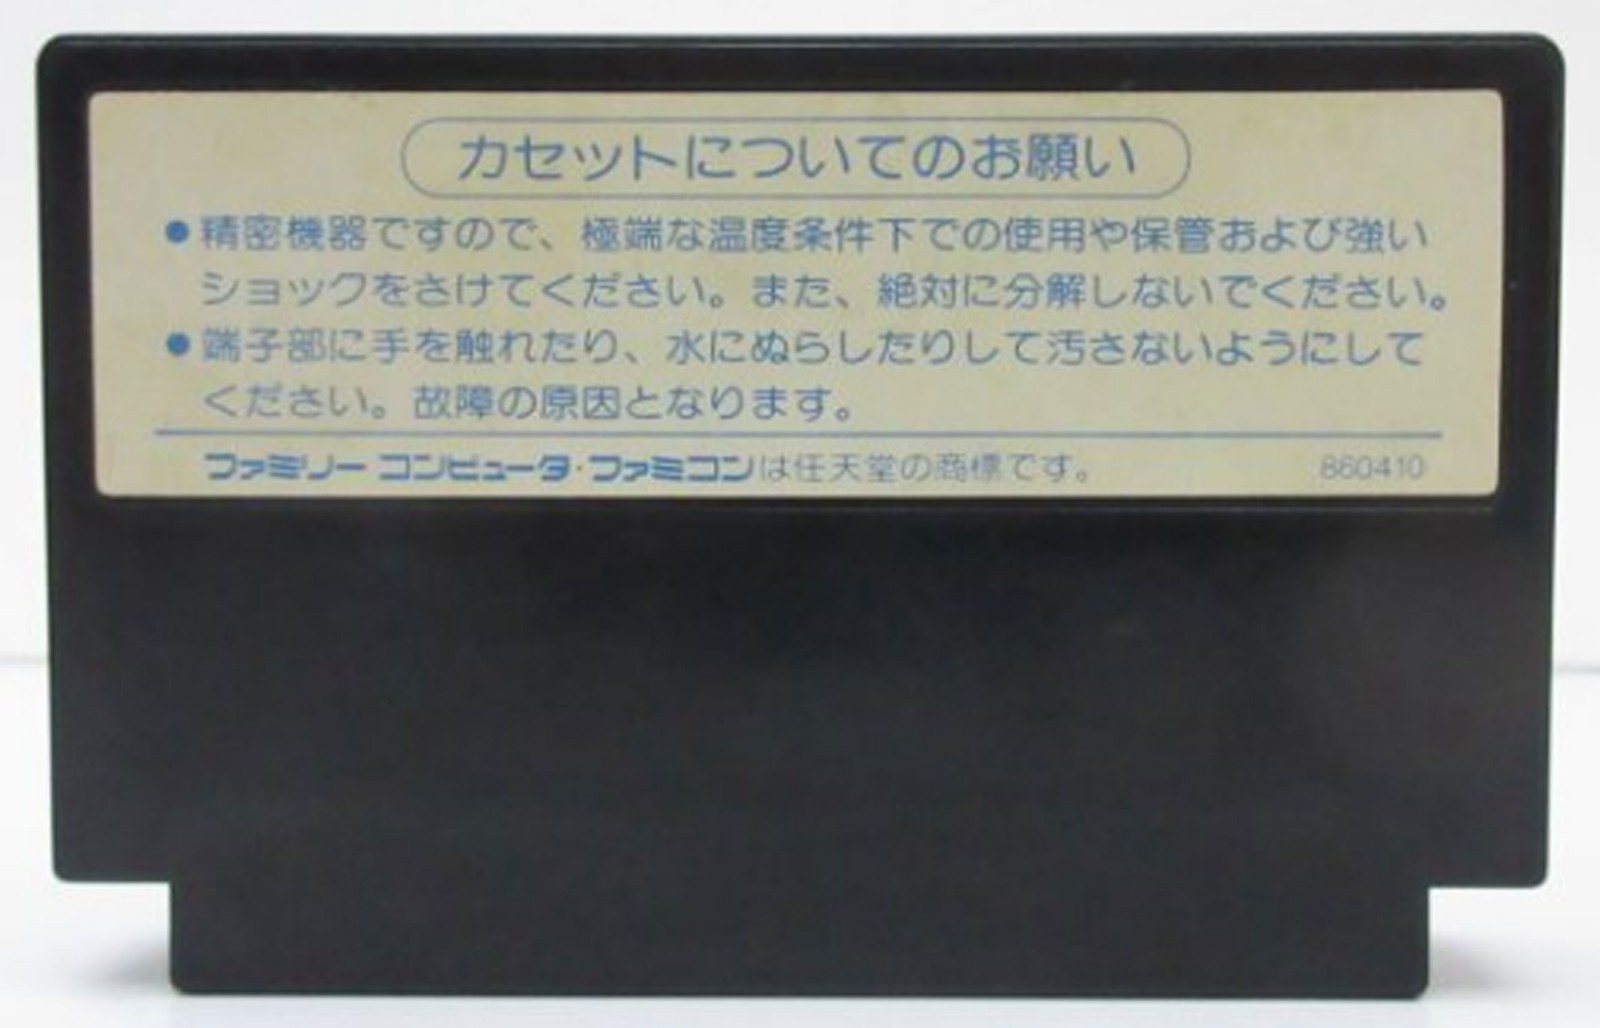 カセットについてのお願い
●精密機器ですので、極端な温度条件下での使用や保管および強い
ショックをさけてください。また、絶対に分解しないでください。
●端子部に手を触れたり、水にぬらしたりして汚さないようにして
ください。故障の原因となります。
ファミリーコンピュータ・ファミコンは任天堂の商標です。 860410